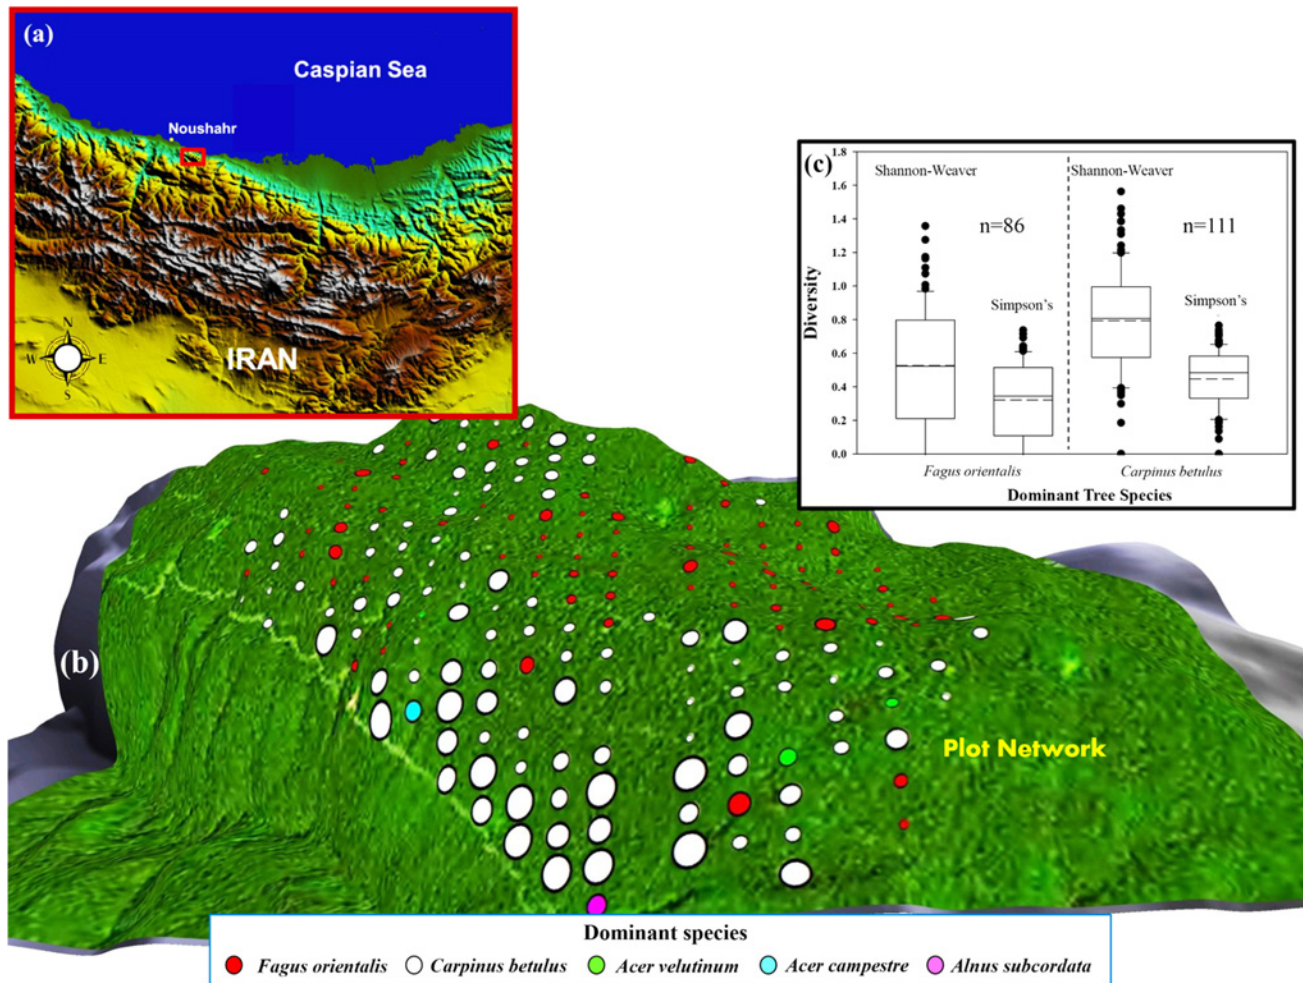 (a)
Caspian Sea
Noushahr
N
W E
S
IRAN
(c)
1.8
1.6
1.4
1.2
1.0
0.8
0.6
0.4
0.2
0.0
Diversity
Shannon-Weaver
Shannon-Weaver
n=86
n=111
Simpson's
Simpson's
Fagus orientalis
Carpinus betulus
Dominant Tree Species
(b)
Plot Network
Dominant species
Fagus orientalis Carpinus betulus Acer velutinum Acer campestre Alnus subcordata